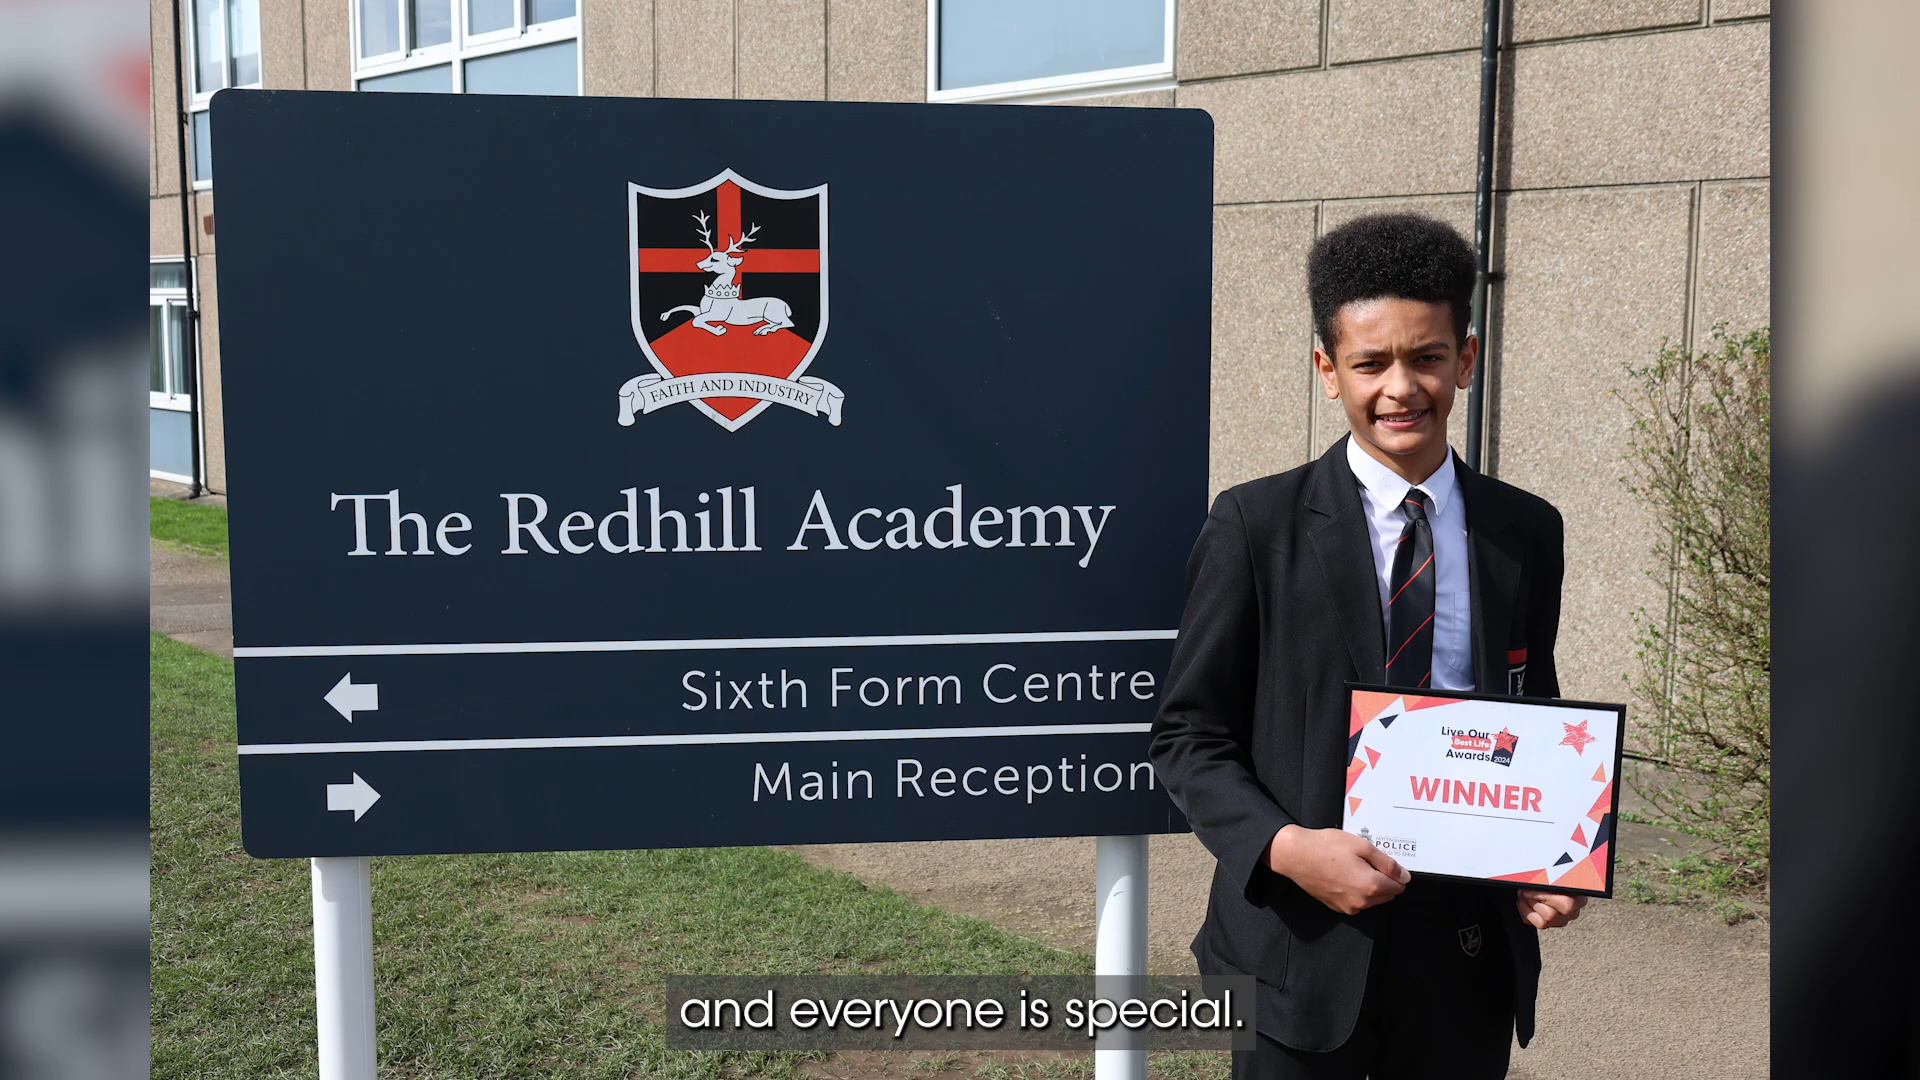 FAITH AND INDUSTRY
The Redhill Academy
Sixth Form Centre
Main Reception
Live Our
Best Life
Awards 2024
WINNER
POLICE
and everyone is special.